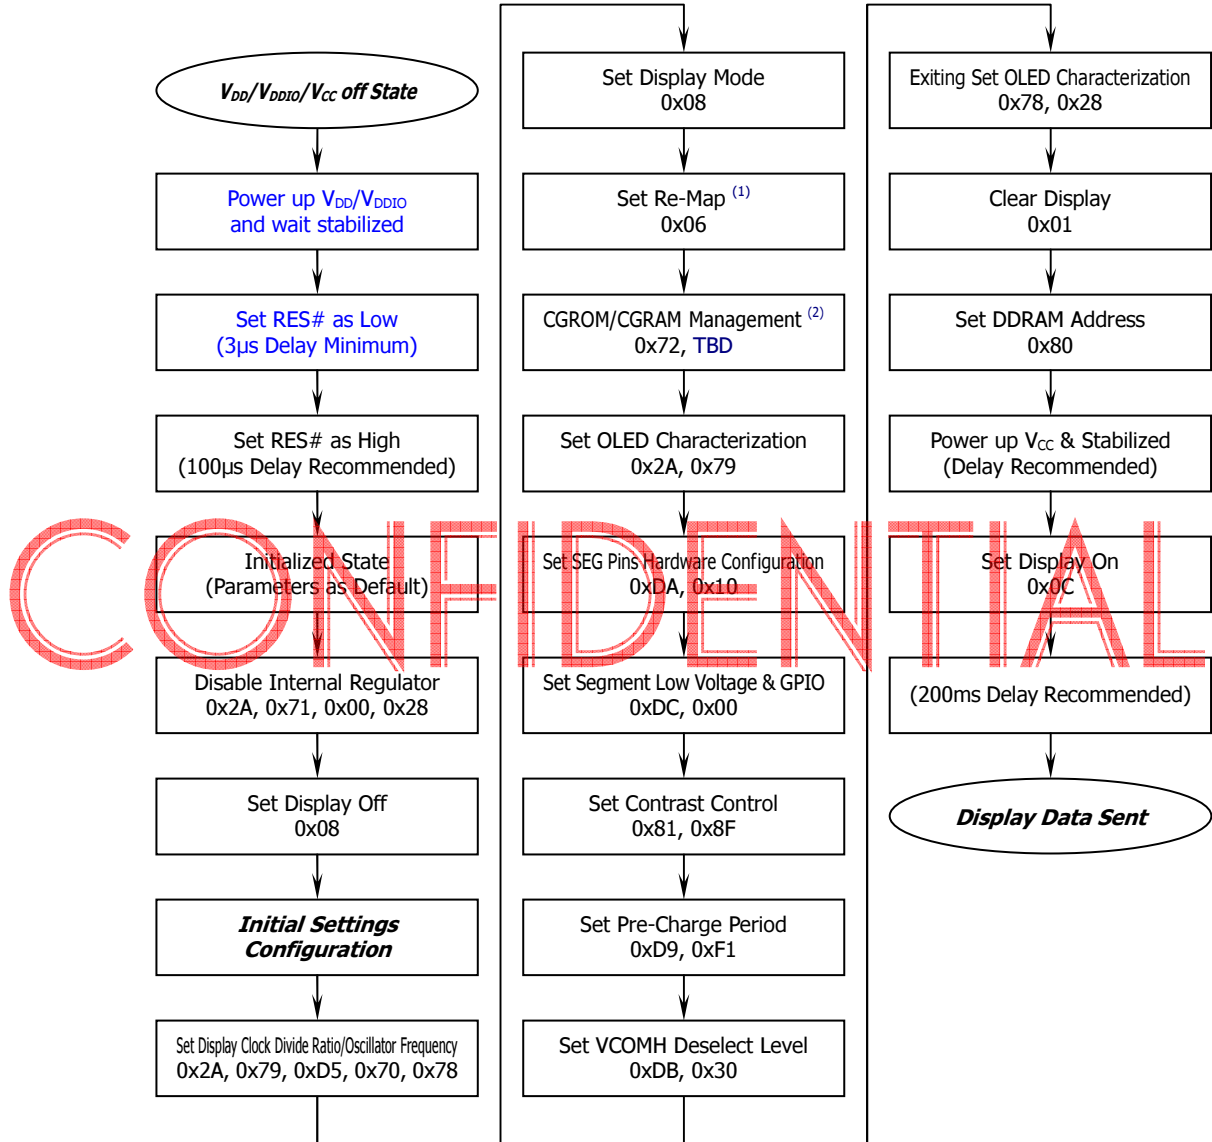 V_DD/V_DDIO/V_CC off State
Power up V_DD/V_DDIO
and wait stabilized
Set RES# as Low
(3μs Delay Minimum)
Set RES# as High
(100μs Delay Recommended)
Initialized State
(Parameters as Default)
Disable Internal Regulator
0x2A, 0x71, 0x00, 0x28
Set Display Off
0x08
Initial Settings
Configuration
Set Display Clock Divide Ratio/Oscillator Frequency
0x2A, 0x79, 0xD5, 0x70, 0x78
Set Display Mode
0x08
Set Re-Map (1)
0x06
CGROM/CGRAM Management (2)
0x72, TBD
Set OLED Characterization
0x2A, 0x79
Set SEG Pins Hardware Configuration
0xDA, 0x10
Set Segment Low Voltage & GPIO
0xDC, 0x00
Set Contrast Control
0x81, 0x8F
Set Pre-Charge Period
0xD9, 0xF1
Set VCOMH Deselect Level
0xDB, 0x30
Exiting Set OLED Characterization
0x78, 0x28
Clear Display
0x01
Set DDRAM Address
0x80
Power up V_CC & Stabilized
(Delay Recommended)
Set Display On
0x0C
(200ms Delay Recommended)
Display Data Sent
CONFIDENTIAL